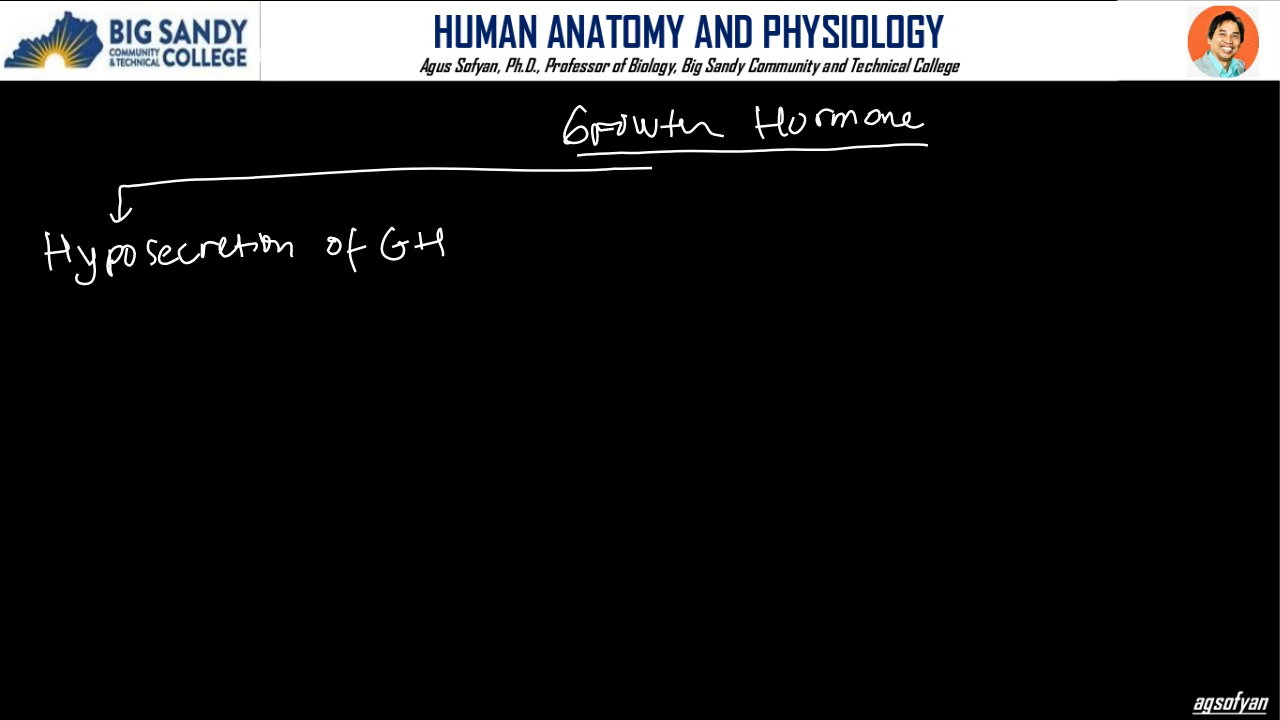 BIG SANDY
COMMUNITY
& TECHNICAL COLLEGE
HUMAN ANATOMY AND PHYSIOLOGY
Agus Sofyan, Ph.D., Professor of Biology, Big Sandy Community and Technical College
Growth Hormone
Hyposecretion of GH
agsofyan